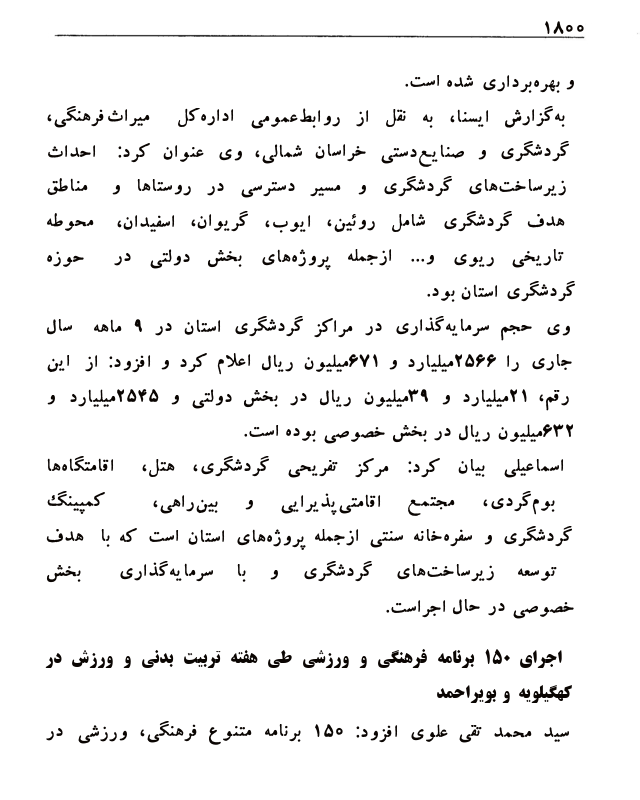 ۱۸۰۰
و بهره‌برداری شده است.
به‌گزارش ایسنا، به نقل از روابط‌عمومی اداره‌کل میراث‌فرهنگی،
گردشگری و صنایع‌دستی خراسان شمالی، وی عنوان کرد: احداث
زیرساخت‌های گردشگری و مسیر دسترسی در روستاها و مناطق
هدف گردشگری شامل روئین، ایوب، گریوان، اسفیدان، محوطه
تاریخی ریوی و... ازجمله پروژه‌های بخش دولتی در حوزه
گردشگری استان بود.
وی حجم سرمایه‌گذاری در مراکز گردشگری استان در ۹ ماهه سال
جاری را ۲۵۶۶میلیارد و ۶۷۱میلیون ریال اعلام کرد و افزود: از این
رقم، ۲۱میلیارد و ۳۹میلیون ریال در بخش دولتی و ۲۵۴۵میلیارد و
۶۳۲میلیون ریال در بخش خصوصی بوده است.
اسماعیلی بیان کرد: مرکز تفریحی گردشگری، هتل، اقامتگاه‌ها
بوم‌گردی، مجتمع اقامتی‌پذیرایی و بین‌راهی، کمپینگ
گردشگری و سفره‌خانه سنتی ازجمله پروژه‌های استان است که با هدف
توسعه زیرساخت‌های گردشگری و با سرمایه‌گذاری بخش
خصوصی در حال اجراست.
اجرای ۱۵۰ برنامه فرهنگی و ورزشی طی هفته تربیت بدنی و ورزش در
کهگیلویه و بویراحمد
سید محمد تقی علوی افزود: ۱۵۰ برنامه متنوع فرهنگی، ورزشی در